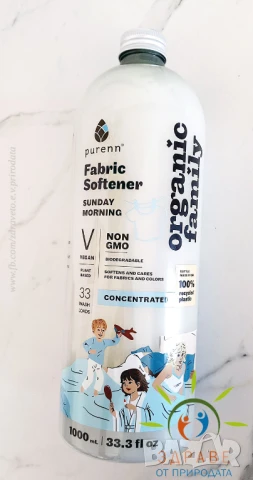 purenn®
Fabric
Softener
SUNDAY
MORNING
V
VEGAN
PLANT
BASED
NON
GMO
BIODEGRADABLE
SOFTENS AND CARES
FOR FABRICS AND COLORS
33
WASH
LOADS
CONCENTRATED
organic
family
100%
recycled
plastic
1000 ml / 33.3 fl oz
ЗДРАВЕ
ОТ ПРИРОДАТА
БАЗАР